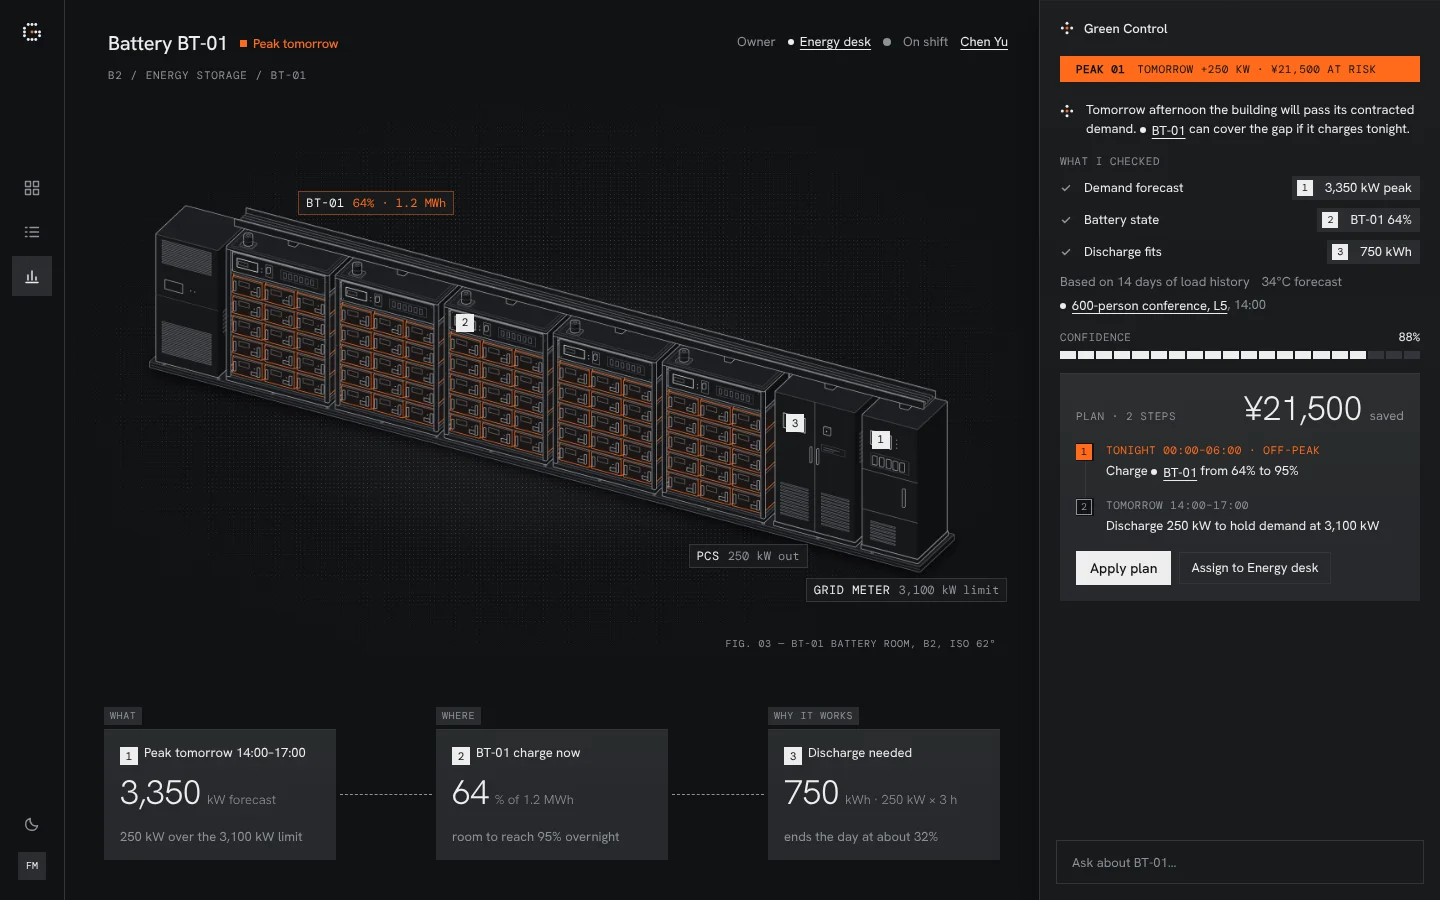 Battery BT-01 Peak tomorrow
Owner Energy desk On shift Chen Yu
B2 / ENERGY STORAGE / BT-01
BT-01 64% · 1.2 MWh
2
3
1
PCS 250 kW out
GRID METER 3,100 kW limit
FIG. 03 — BT-01 BATTERY ROOM, B2, ISO 62°
WHAT
1 Peak tomorrow 14:00–17:00
3,350 kW forecast
250 kW over the 3,100 kW limit
WHERE
2 BT-01 charge now
64 % of 1.2 MWh
room to reach 95% overnight
WHY IT WORKS
3 Discharge needed
750 kWh · 250 kW × 3 h
ends the day at about 32%
FM
Green Control
PEAK 01 TOMORROW +250 KW · ¥21,500 AT RISK
Tomorrow afternoon the building will pass its contracted
demand. BT-01 can cover the gap if it charges tonight.
WHAT I CHECKED
Demand forecast 1 3,350 kW peak
Battery state 2 BT-01 64%
Discharge fits 3 750 kWh
Based on 14 days of load history 34°C forecast
600-person conference, L5, 14:00
CONFIDENCE 88%
PLAN · 2 STEPS ¥21,500 saved
1 TONIGHT 00:00–06:00 · OFF-PEAK
Charge BT-01 from 64% to 95%
2 TOMORROW 14:00–17:00
Discharge 250 kW to hold demand at 3,100 kW
Apply plan Assign to Energy desk
Ask about BT-01…